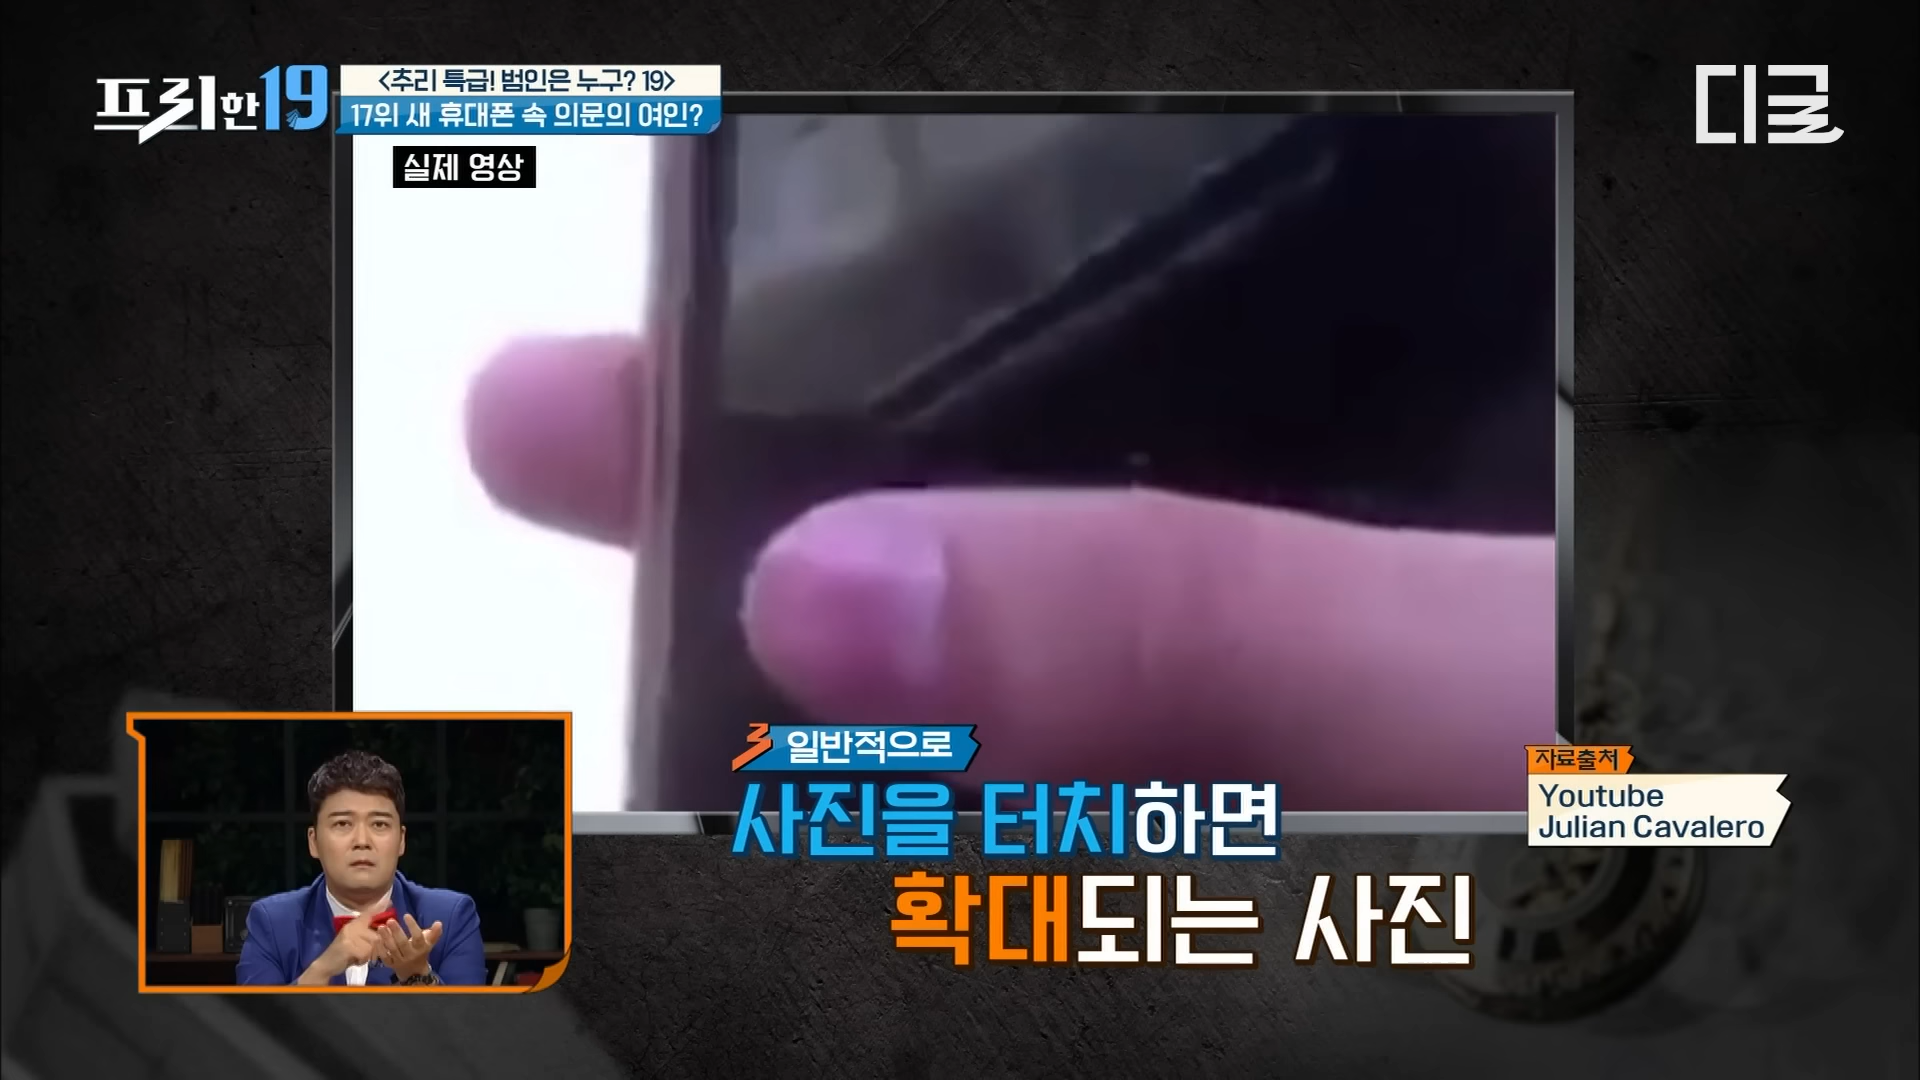 프리한19
<추리 특급! 범인은 누구? 19>
17위 새 휴대폰 속 의문의 여인?
디글
실제 영상
일반적으로
사진을 터치하면
확대되는 사진
자료출처
Youtube
Julian Cavalero